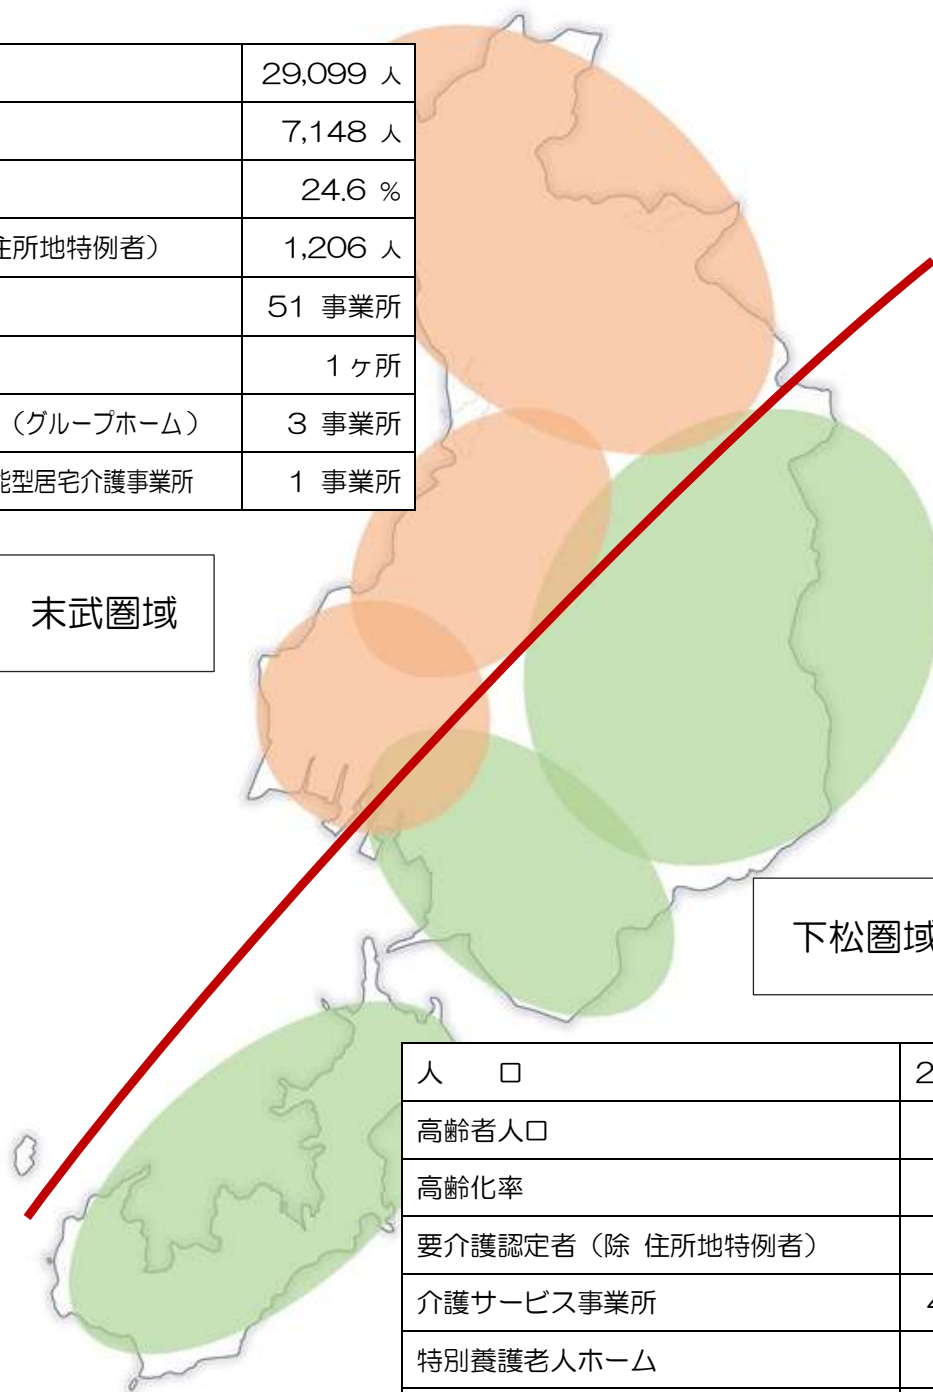 29,099 人
7,148 人
24.6 %
住所地特例者) 1,206 人
51 事業所
1 ヶ所
(グループホーム) 3 事業所
能型居宅介護事業所 1 事業所
末武圏域
下松圏域
人 口 2
高齢者人口
高齢化率
要介護認定者(除 住所地特例者)
介護サービス事業所 4
特別養護老人ホーム